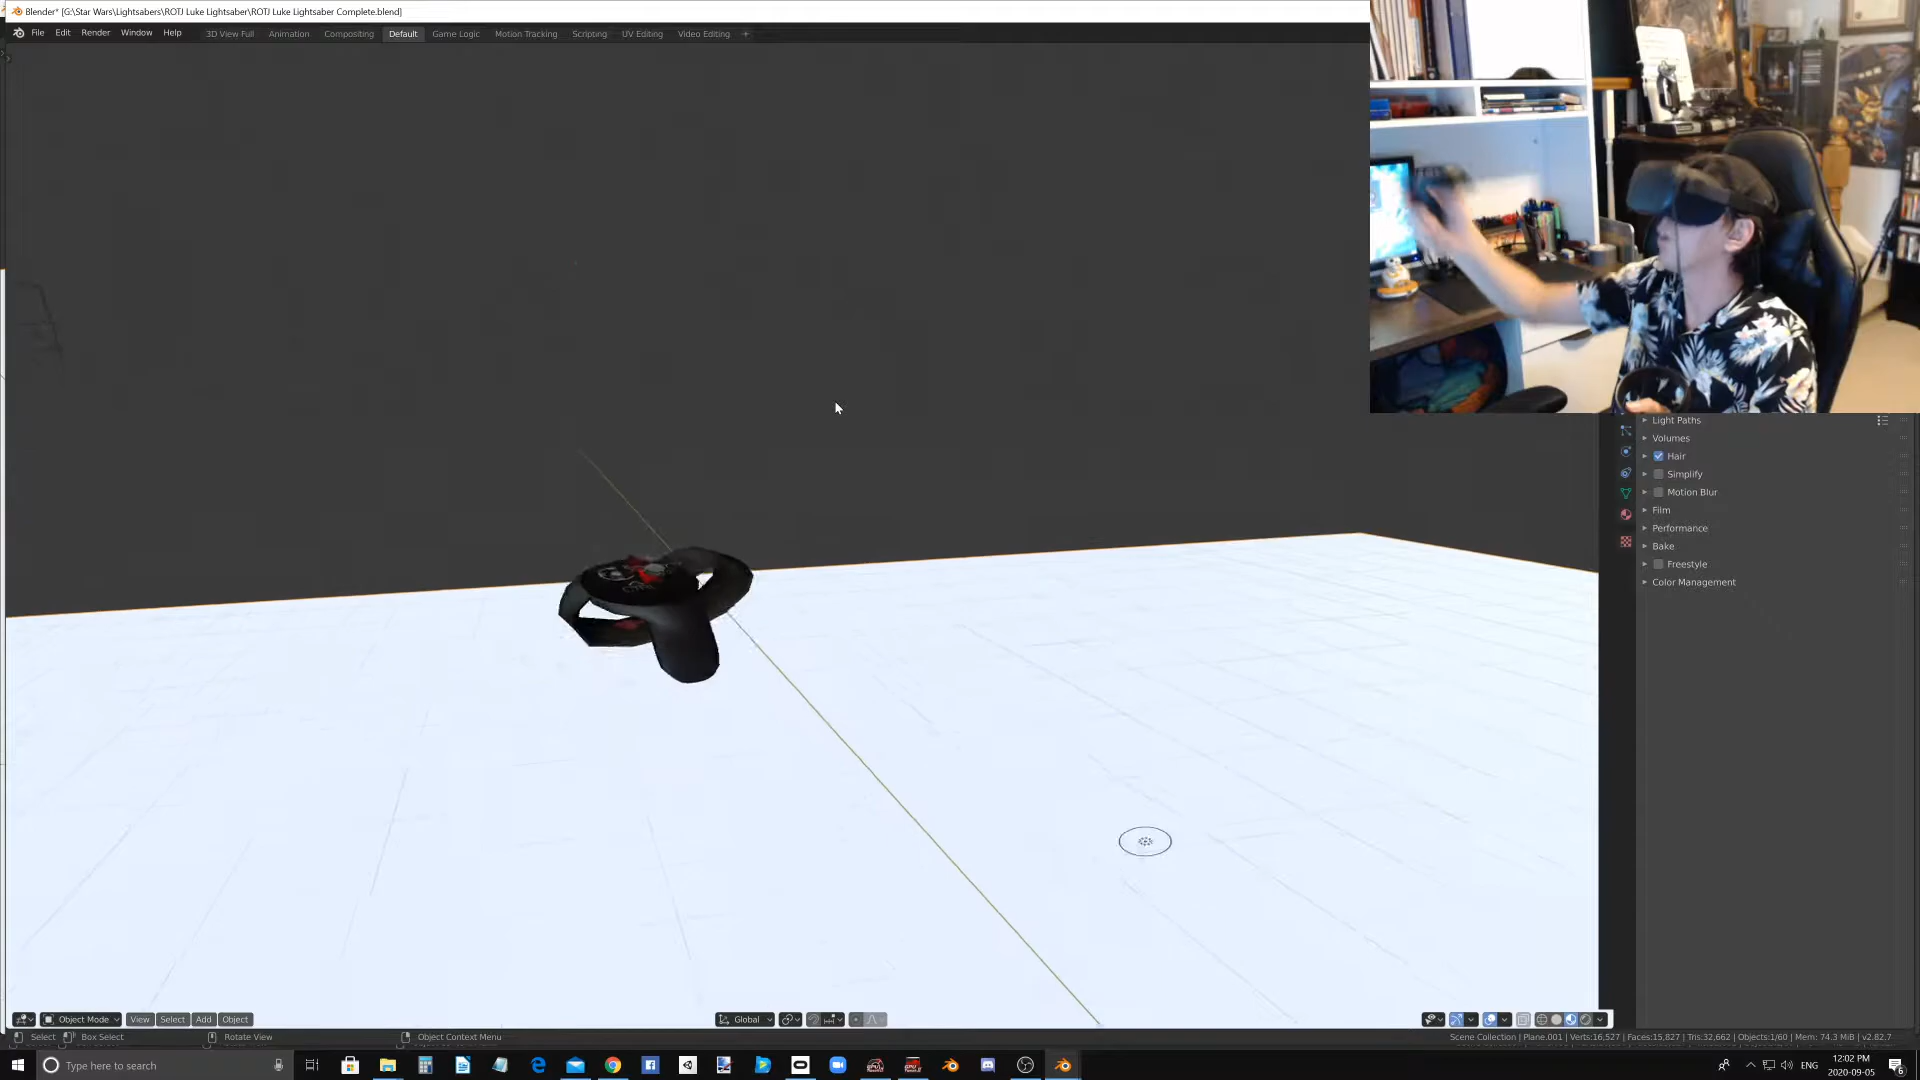 Blender* [G:\Star Wars\Lightsabers\ROTJ Luke Lightsaber\ROTJ Luke Lightsaber Complete.blend]
File Edit Render Window Help 3D View Full Animation Compositing Default Game Logic Motion Tracking Scripting UV Editing Video Editing +
Light Paths
Volumes
Hair
Simplify
Motion Blur
Film
Performance
Bake
Freestyle
Color Management
Object Mode View Select Add Object Global
Select Box Select Rotate View Object Context Menu Scene Collection | Plane.001 | Verts:16,527 | Faces:15,827 | Tris:32,662 | Objects:1/60 | Mem: 74.3 MiB | v2.82.7
Type here to search ENG 12:02 PM
2020-09-05 6